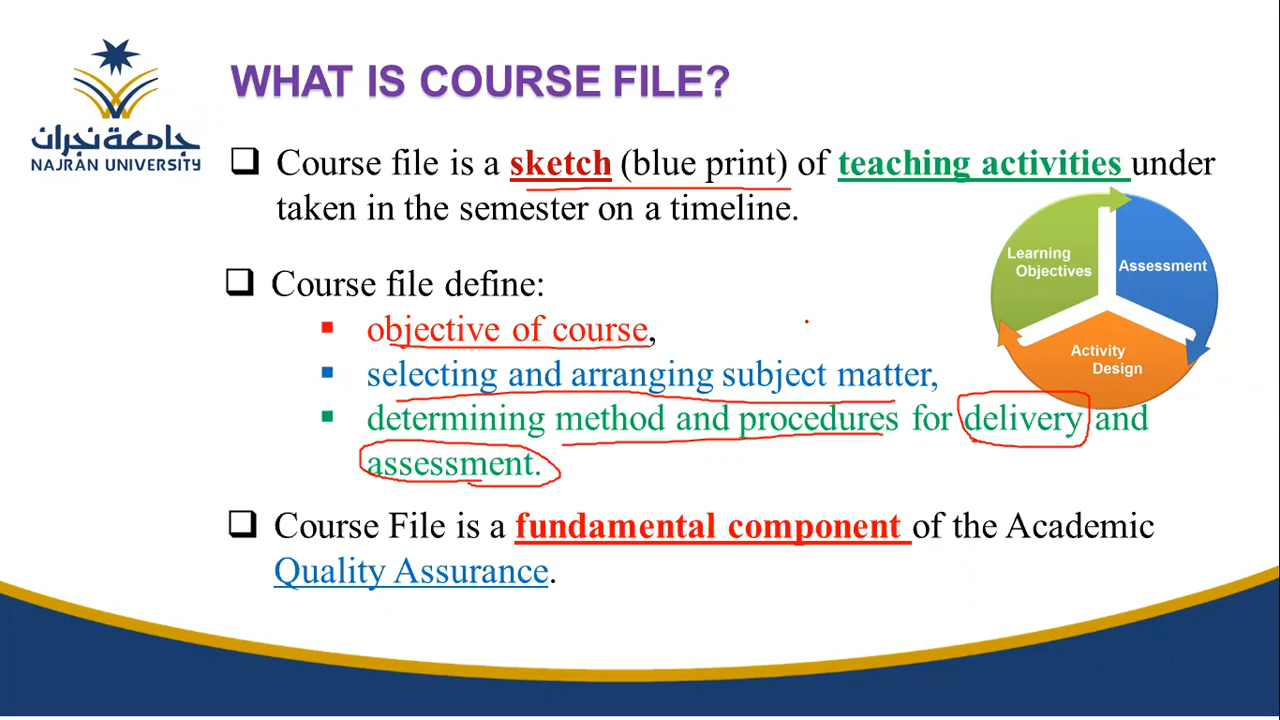 جامعة نجران
NAJRAN UNIVERSITY
WHAT IS COURSE FILE?
Course file is a sketch (blue print) of teaching activities under
taken in the semester on a timeline.
Learning
Objectives
Assessment
Activity
Design
Course file define:
objective of course,
selecting and arranging subject matter,
determining method and procedures for delivery and
assessment.
Course File is a fundamental component of the Academic
Quality Assurance.